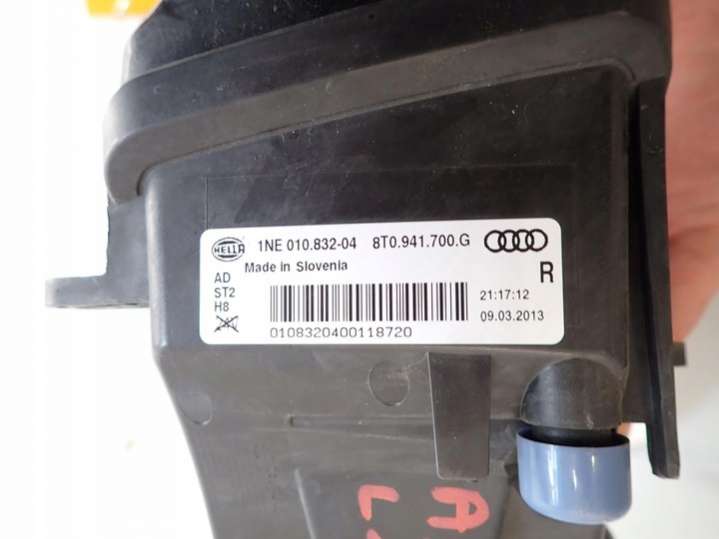 HELLA 1NE 010.832-04 8T0.941.700.G
Made in Slovenia R
AD
ST2 21:17:12
H8
09.03.2013
0108320400118720
A
L